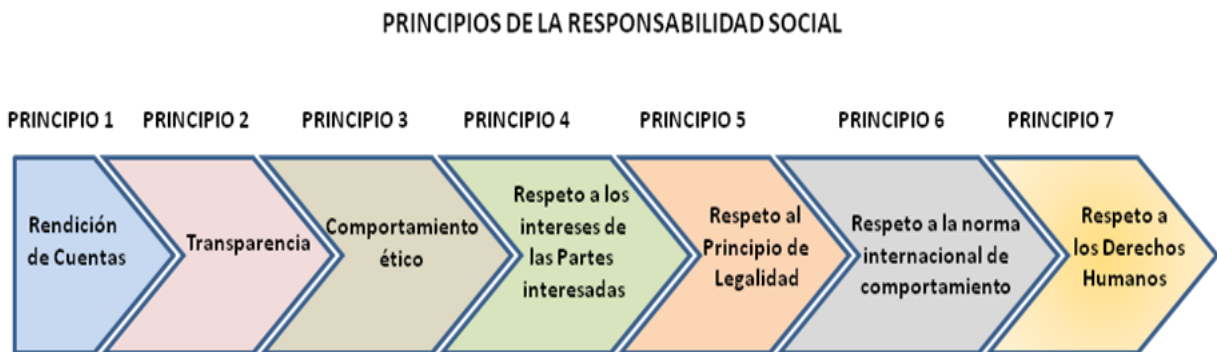 PRINCIPIOS DE LA RESPONSABILIDAD SOCIAL
PRINCIPIO 1
PRINCIPIO 2
PRINCIPIO 3
PRINCIPIO 4
PRINCIPIO 5
PRINCIPIO 6
PRINCIPIO 7
Rendición
de Cuentas
Transparencia
Comportamiento
ético
Respeto a los
intereses de
las Partes
interesadas
Respeto al
Principio de
Legalidad
Respeto a la norma
internacional de
comportamiento
Respeto a
los Derechos
Humanos